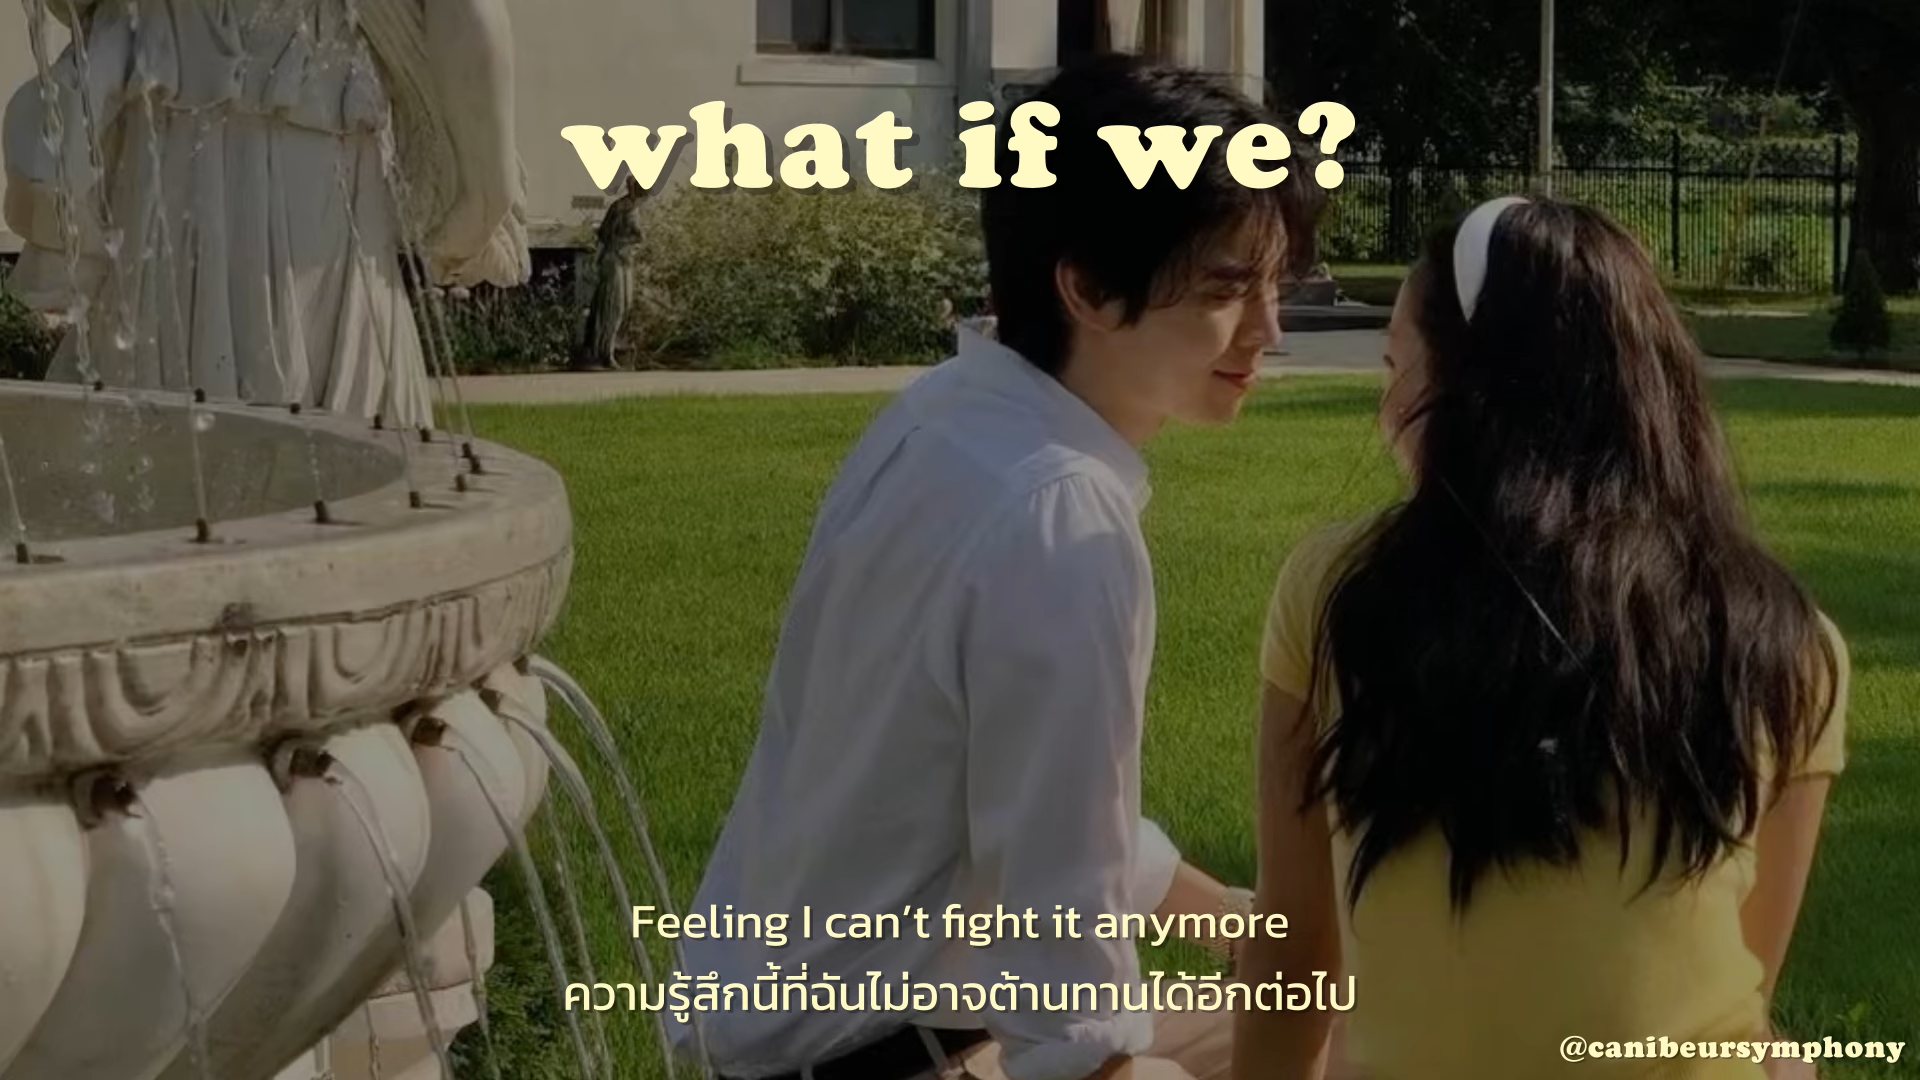 what if we?
Feeling I can’t fight it anymore
ความรู้สึกนี้ที่ฉันไม่อาจต้านทานได้อีกต่อไป
@canibeursymphony